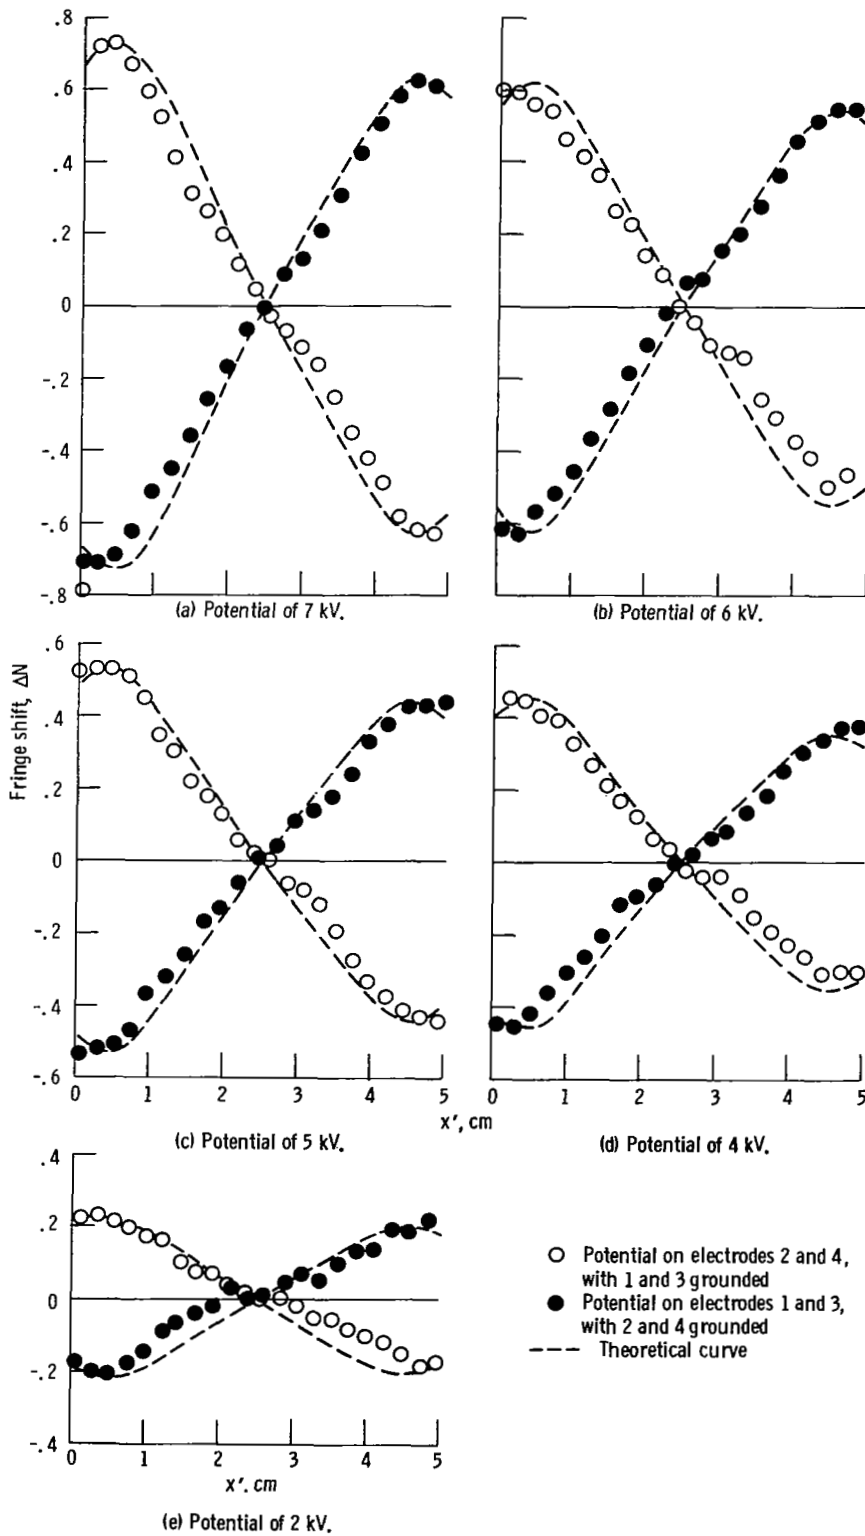 .8
.6
.4
.2
0
-.2
-.4
-.6
-.8
(a) Potential of 7 kV.
(b) Potential of 6 kV.
Fringe shift, ΔN
.6
.4
.2
0
-.2
-.4
-.6
0 1 2 3 4 5
0 1 2 3 4 5
x', cm
(c) Potential of 5 kV.
(d) Potential of 4 kV.
.4
.2
0
-.2
-.4
0 1 2 3 4 5
x', cm
(e) Potential of 2 kV.
Potential on electrodes 2 and 4,
with 1 and 3 grounded
Potential on electrodes 1 and 3,
with 2 and 4 grounded
Theoretical curve